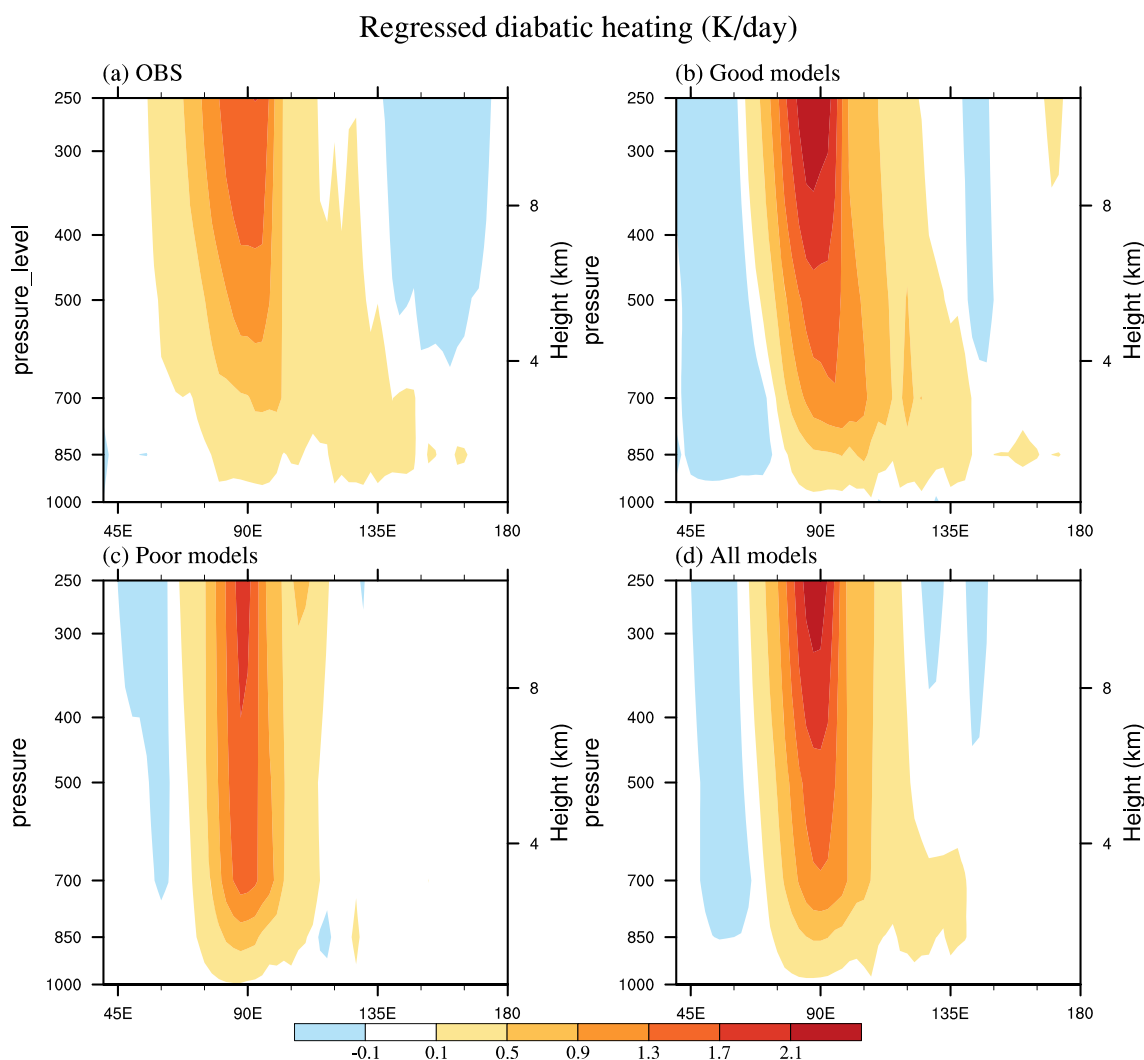 Regressed diabatic heating (K/day)
(a) OBS
(b) Good models
250
300
400
500
700
850
1000
pressure_level
8
4
Height (km)
45E 90E 135E 180
250
300
400
500
700
850
1000
pressure
8
4
Height (km)
45E 90E 135E 180
(c) Poor models
(d) All models
250
300
400
500
700
850
1000
pressure
8
4
Height (km)
45E 90E 135E 180
250
300
400
500
700
850
1000
pressure
8
4
Height (km)
45E 90E 135E 180
-0.1 0.1 0.5 0.9 1.3 1.7 2.1